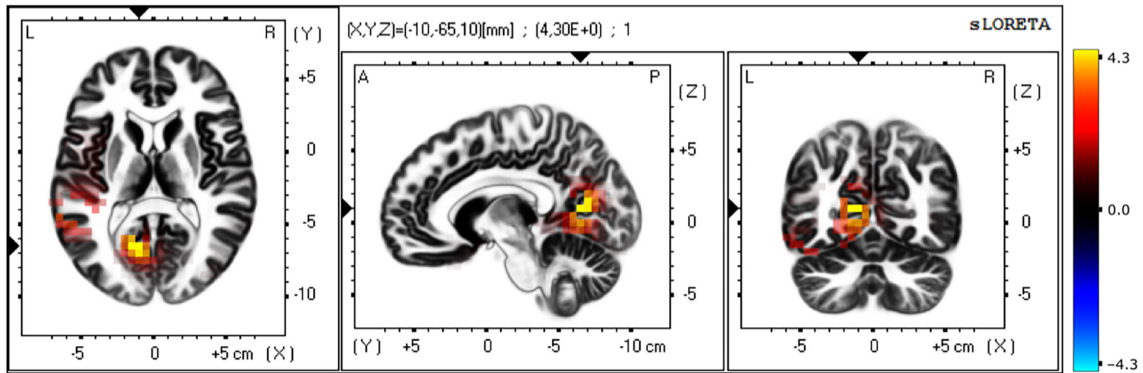 (X,Y,Z)=(-10,-65,10)[mm] ; (4,30E+0) ; 1
sLORETA
L R (Y)
+5
0
-5
-10
-5 0 +5 cm (X)
A P (Z)
+5
0
-5
(Y) +5 0 -5 -10 cm
L R (Z)
+5
0
-5
-5 0 +5 cm (X)
4.3
0.0
-4.3